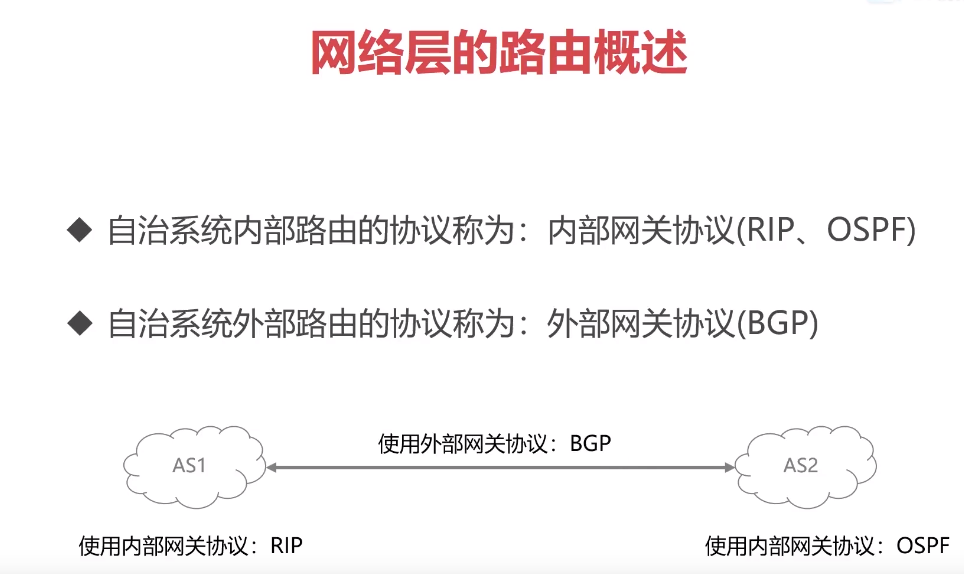 网络层的路由概述
◆ 自治系统内部路由的协议称为：内部网关协议(RIP、OSPF)
◆ 自治系统外部路由的协议称为：外部网关协议(BGP)
使用外部网关协议：BGP
AS1
AS2
使用内部网关协议：RIP
使用内部网关协议：OSPF